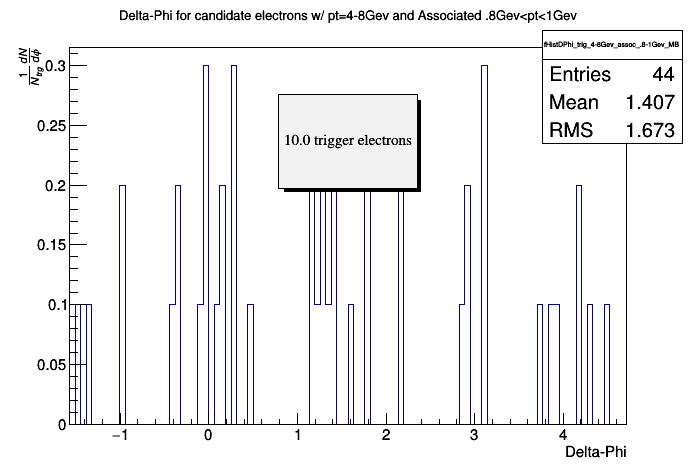 Delta-Phi for candidate electrons w/ pt=4-8Gev and Associated .8Gev<pt<1Gev
fHistDPhi_trig_4-8Gev_assoc_.8-1Gev_MB
Entries 44
Mean 1.407
RMS 1.673
1/N_trg dN/dϕ
0.3
0.25
0.2
0.15
0.1
0.05
0
10.0 trigger electrons
−1 0 1 2 3 4
Delta-Phi